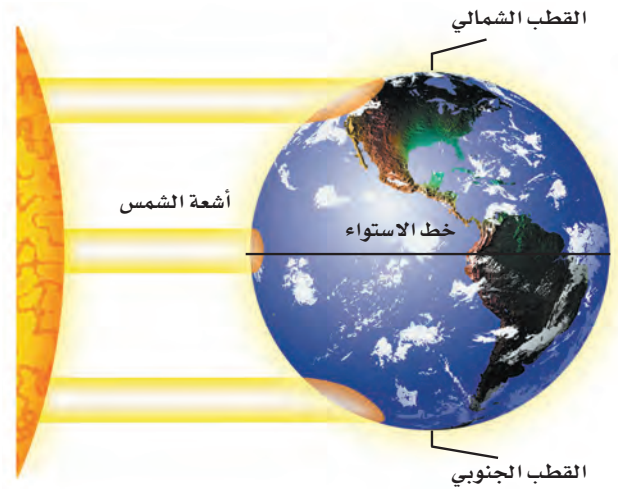 القطب الشمالي
أشعة الشمس
خط الاستواء
القطب الجنوبي